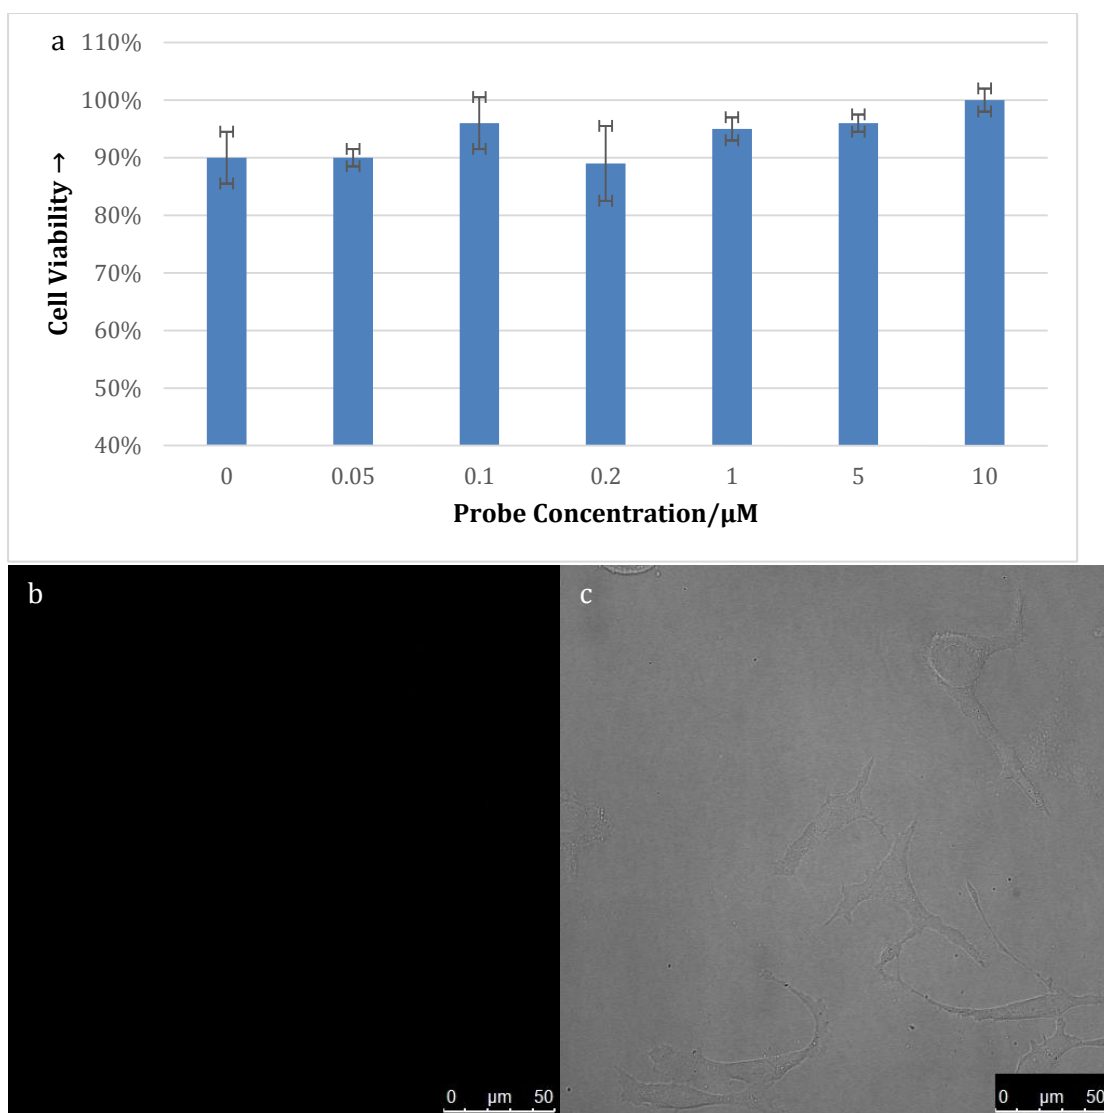 a
110%
100%
90%
80%
70%
60%
50%
40%
Cell Viability →
0 0.05 0.1 0.2 1 5 10
Probe Concentration/μM
b
0 μm 50
c
0 μm 50